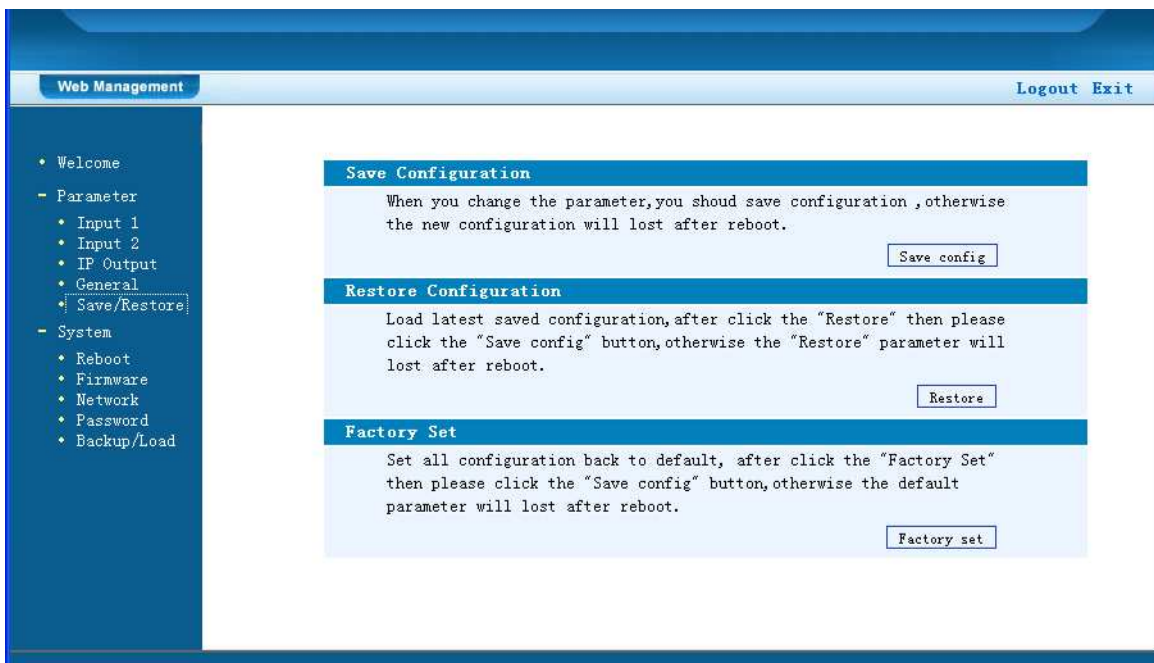 Web Management
Logout Exit
Welcome
Parameter
Input 1
Input 2
IP Output
General
Save/Restore
System
Reboot
Firmware
Network
Password
Backup/Load
Save Configuration
When you change the parameter,you shoud save configuration ,otherwise
the new configuration will lost after reboot.
Save config
Restore Configuration
Load latest saved configuration,after click the "Restore" then please
click the "Save config" button,otherwise the "Restore" parameter will
lost after reboot.
Restore
Factory Set
Set all configuration back to default, after click the "Factory Set"
then please click the "Save config" button,otherwise the default
parameter will lost after reboot.
Factory set